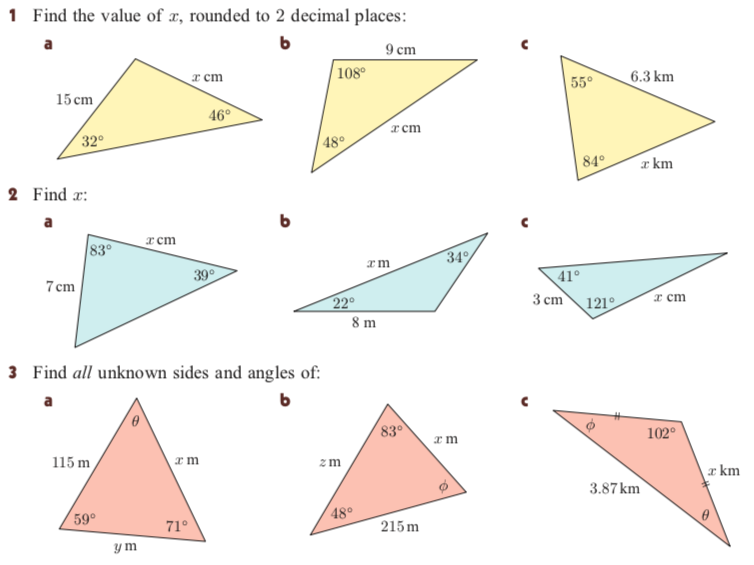 1 Find the value of x, rounded to 2 decimal places:
a b c
15 cm x cm 32° 46°
108° 9 cm 48° x cm
55° 6.3 km 84° x km
2 Find x:
a b c
83° x cm 7 cm 39°
x m 34° 22° 8 m
41° 3 cm 121° x cm
3 Find all unknown sides and angles of:
a b c
θ 115 m x m 59° 71° y m
83° x m z m ϕ 48° 215 m
ϕ 102° x km 3.87 km θ